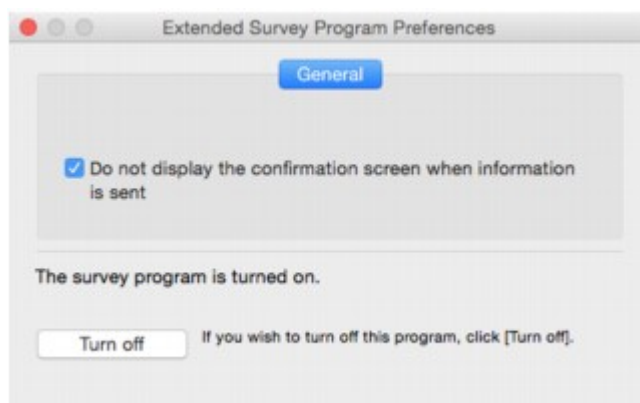 Extended Survey Program Preferences
General
Do not display the confirmation screen when information
is sent
The survey program is turned on.
Turn off
If you wish to turn off this program, click [Turn off].